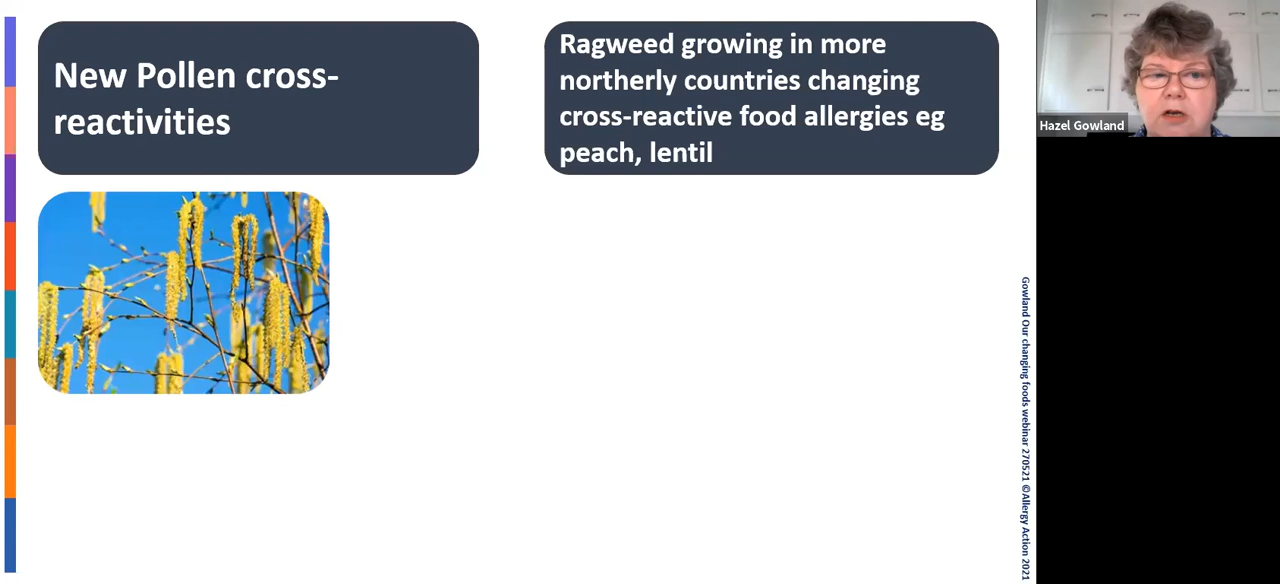 New Pollen cross-
reactivities
Ragweed growing in more
northerly countries changing
cross-reactive food allergies eg
peach, lentil
Hazel Gowland
Gowland Our changing foods webinar 270521 ©Allergy Action 2021